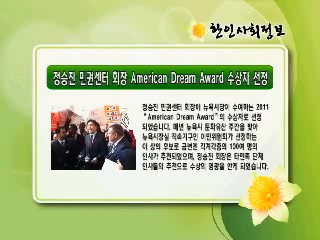 한인사회정보
정승진 민권센터 회장 American Dream Award 수상자 선정
정승진 민권센터 회장이 뉴욕시장이 수여하는 2011
"American Dream Award"의 수상자로 선정
되었습니다. 매년 뉴욕시 문화유산 주간을 맞아
뉴욕시장실 직속기구인 이민위원회가 선정하는
이 상의 후보로 금번엔 각계각층의 100여 명의
인사가 추천되었으며, 정승진 회장은 타민족 단체
인사들의 추천으로 수상의 영광을 안게 되었습니다.